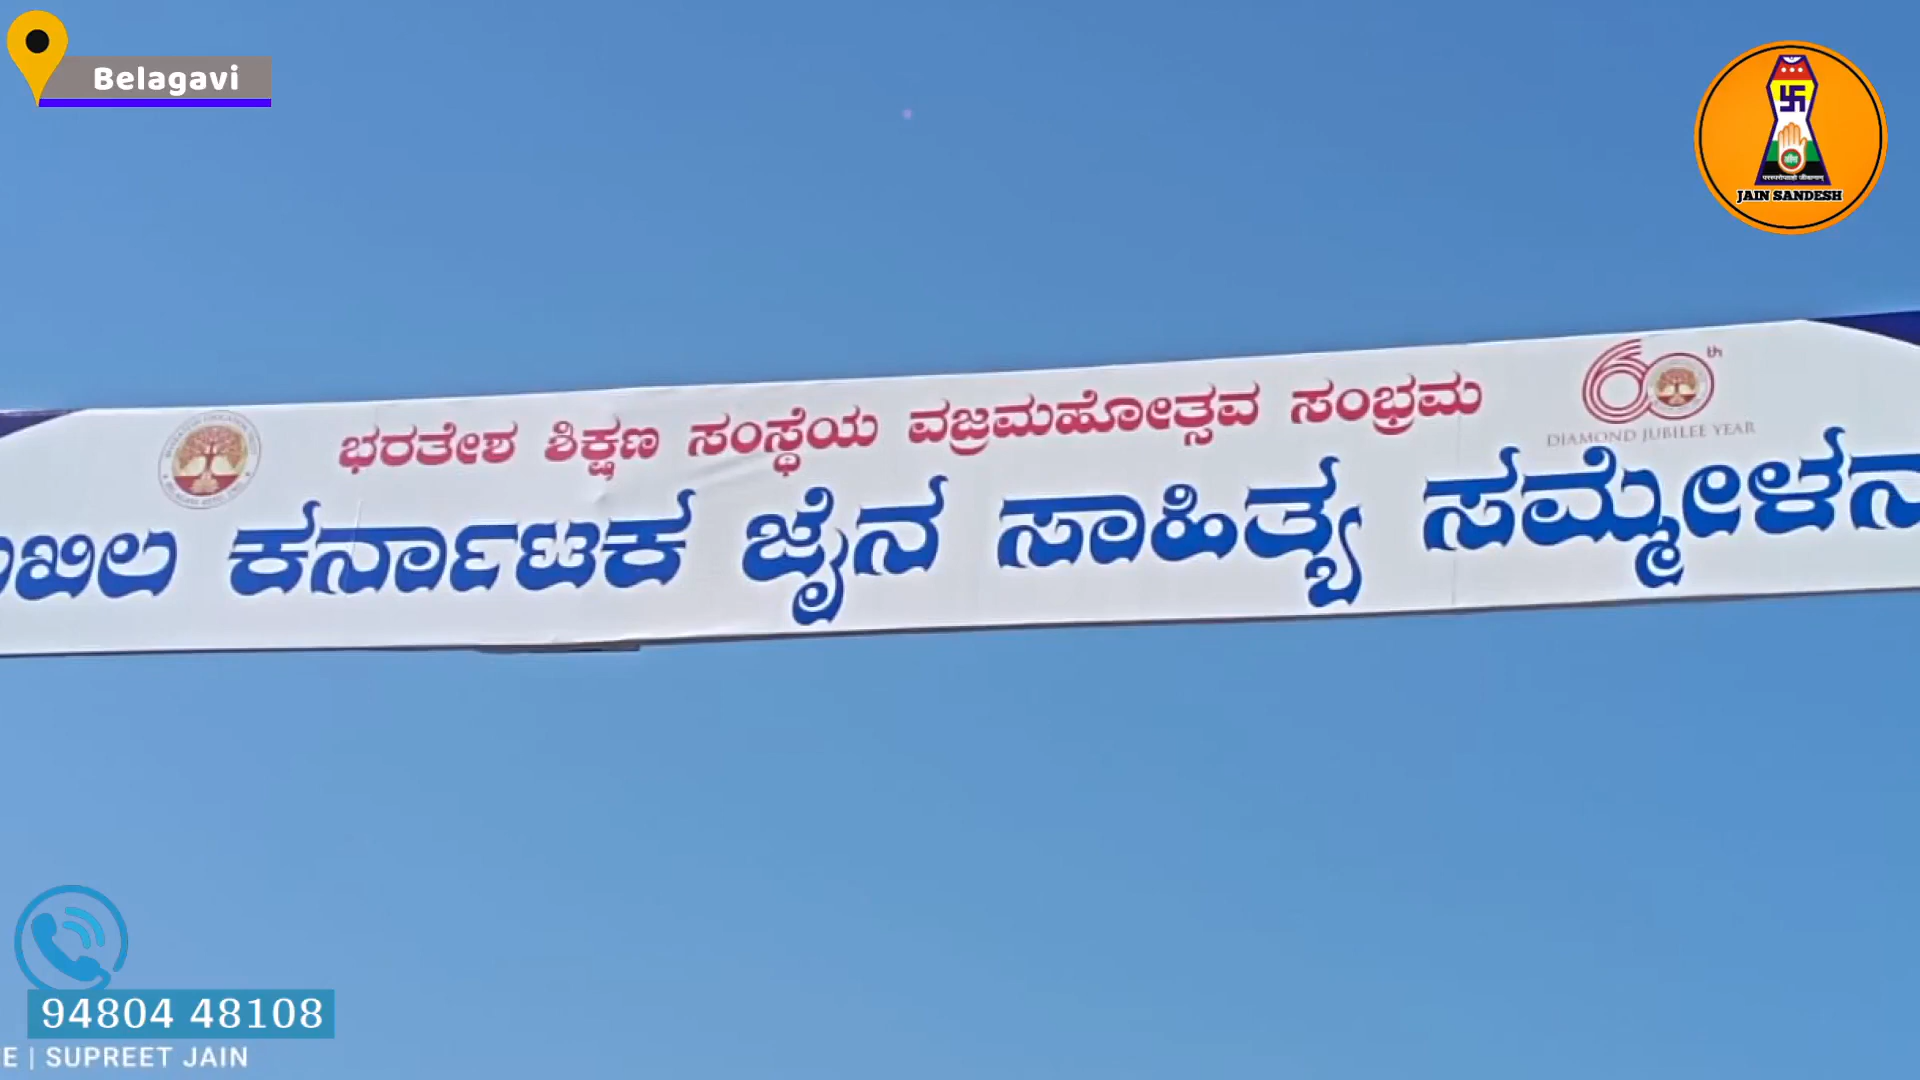 Belagavi
JAIN SANDESH
ಭರತೇಶ ಶಿಕ್ಷಣ ಸಂಸ್ಥೆಯ ವಜ್ರಮಹೋತ್ಸವ ಸಂಭ್ರಮ
60th
DIAMOND JUBILEE YEAR
ಖಿಲ ಕರ್ನಾಟಕ ಜೈನ ಸಾಹಿತ್ಯ ಸಮ್ಮೇಳನ
94804 48108
E | SUPREET JAIN